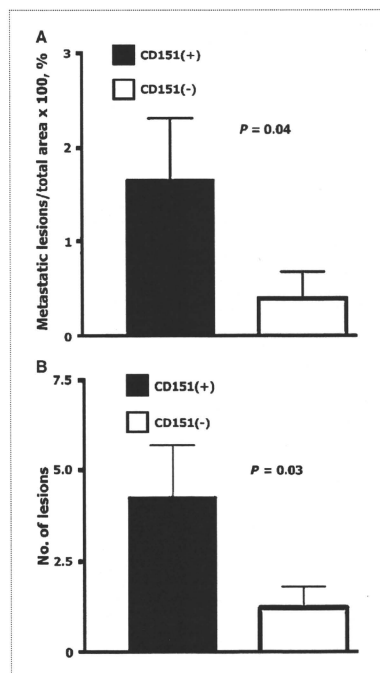 A
Metastatic lesions/total area x 100, %
3
2
1
0
CD151(+)
CD151(-)
P = 0.04
B
No. of lesions
7.5
5.0
2.5
0
CD151(+)
CD151(-)
P = 0.03